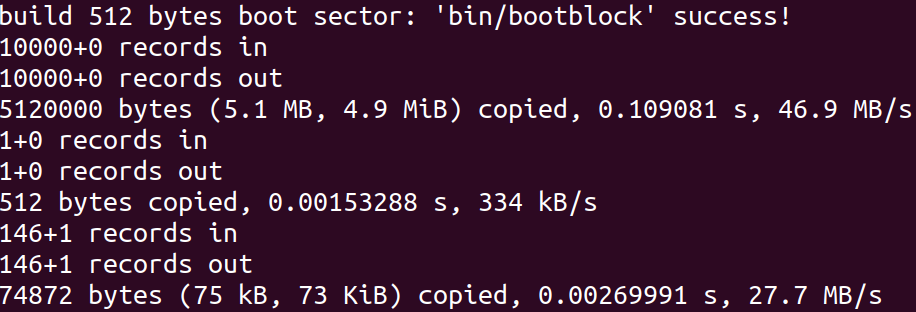 build 512 bytes boot sector: 'bin/bootblock' success!
10000+0 records in
10000+0 records out
5120000 bytes (5.1 MB, 4.9 MiB) copied, 0.109081 s, 46.9 MB/s
1+0 records in
1+0 records out
512 bytes copied, 0.00153288 s, 334 kB/s
146+1 records in
146+1 records out
74872 bytes (75 kB, 73 KiB) copied, 0.00269991 s, 27.7 MB/s